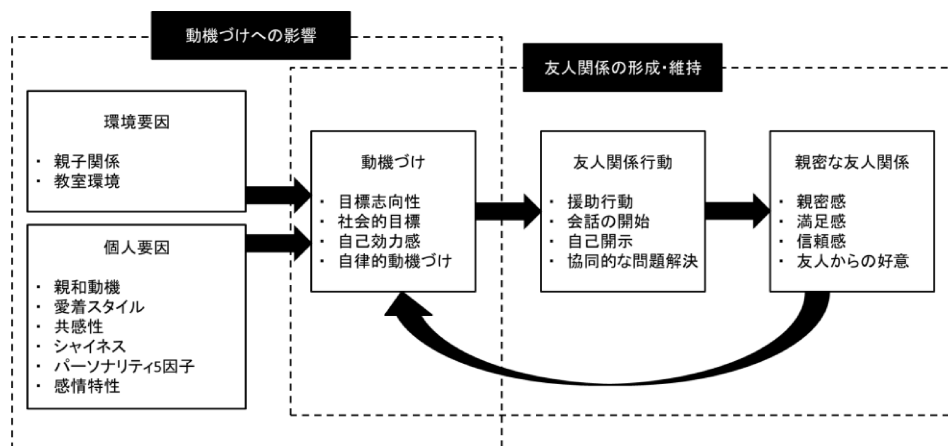 動機づけへの影響
友人関係の形成・維持
環境要因
・ 親子関係
・ 教室環境
個人要因
・ 親和動機
・ 愛着スタイル
・ 共感性
・ シャイネス
・ パーソナリティ5因子
・ 感情特性
動機づけ
・ 目標志向性
・ 社会的目標
・ 自己効力感
・ 自律的動機づけ
友人関係行動
・ 援助行動
・ 会話の開始
・ 自己開示
・ 協同的な問題解決
親密な友人関係
・ 親密感
・ 満足感
・ 信頼感
・ 友人からの好意